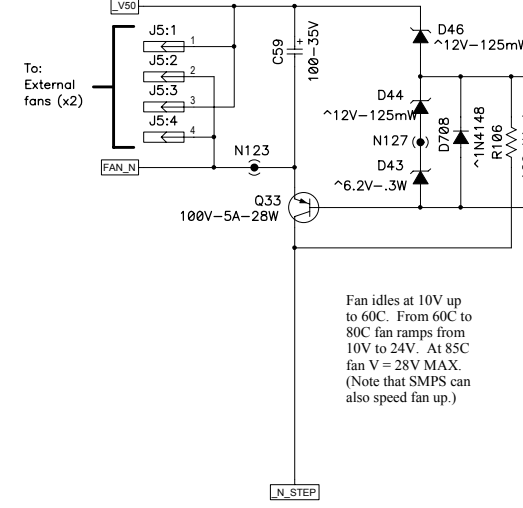 _V50
J5:1
1
J5:2
2
J5:3
3
J5:4
4
To:
External
fans (x2)
FAN_N
N123
C59
+
100-35V
D46
^12V-125mW
D44
^12V-125mW
N127
D43
^6.2V-.3W
D708
^1N4148
R106
Q33
100V-5A-28W
Fan idles at 10V up
to 60C. From 60C to
80C fan ramps from
10V to 24V. At 85C
fan V = 28V MAX.
(Note that SMPS can
also speed fan up.)
_N_STEP